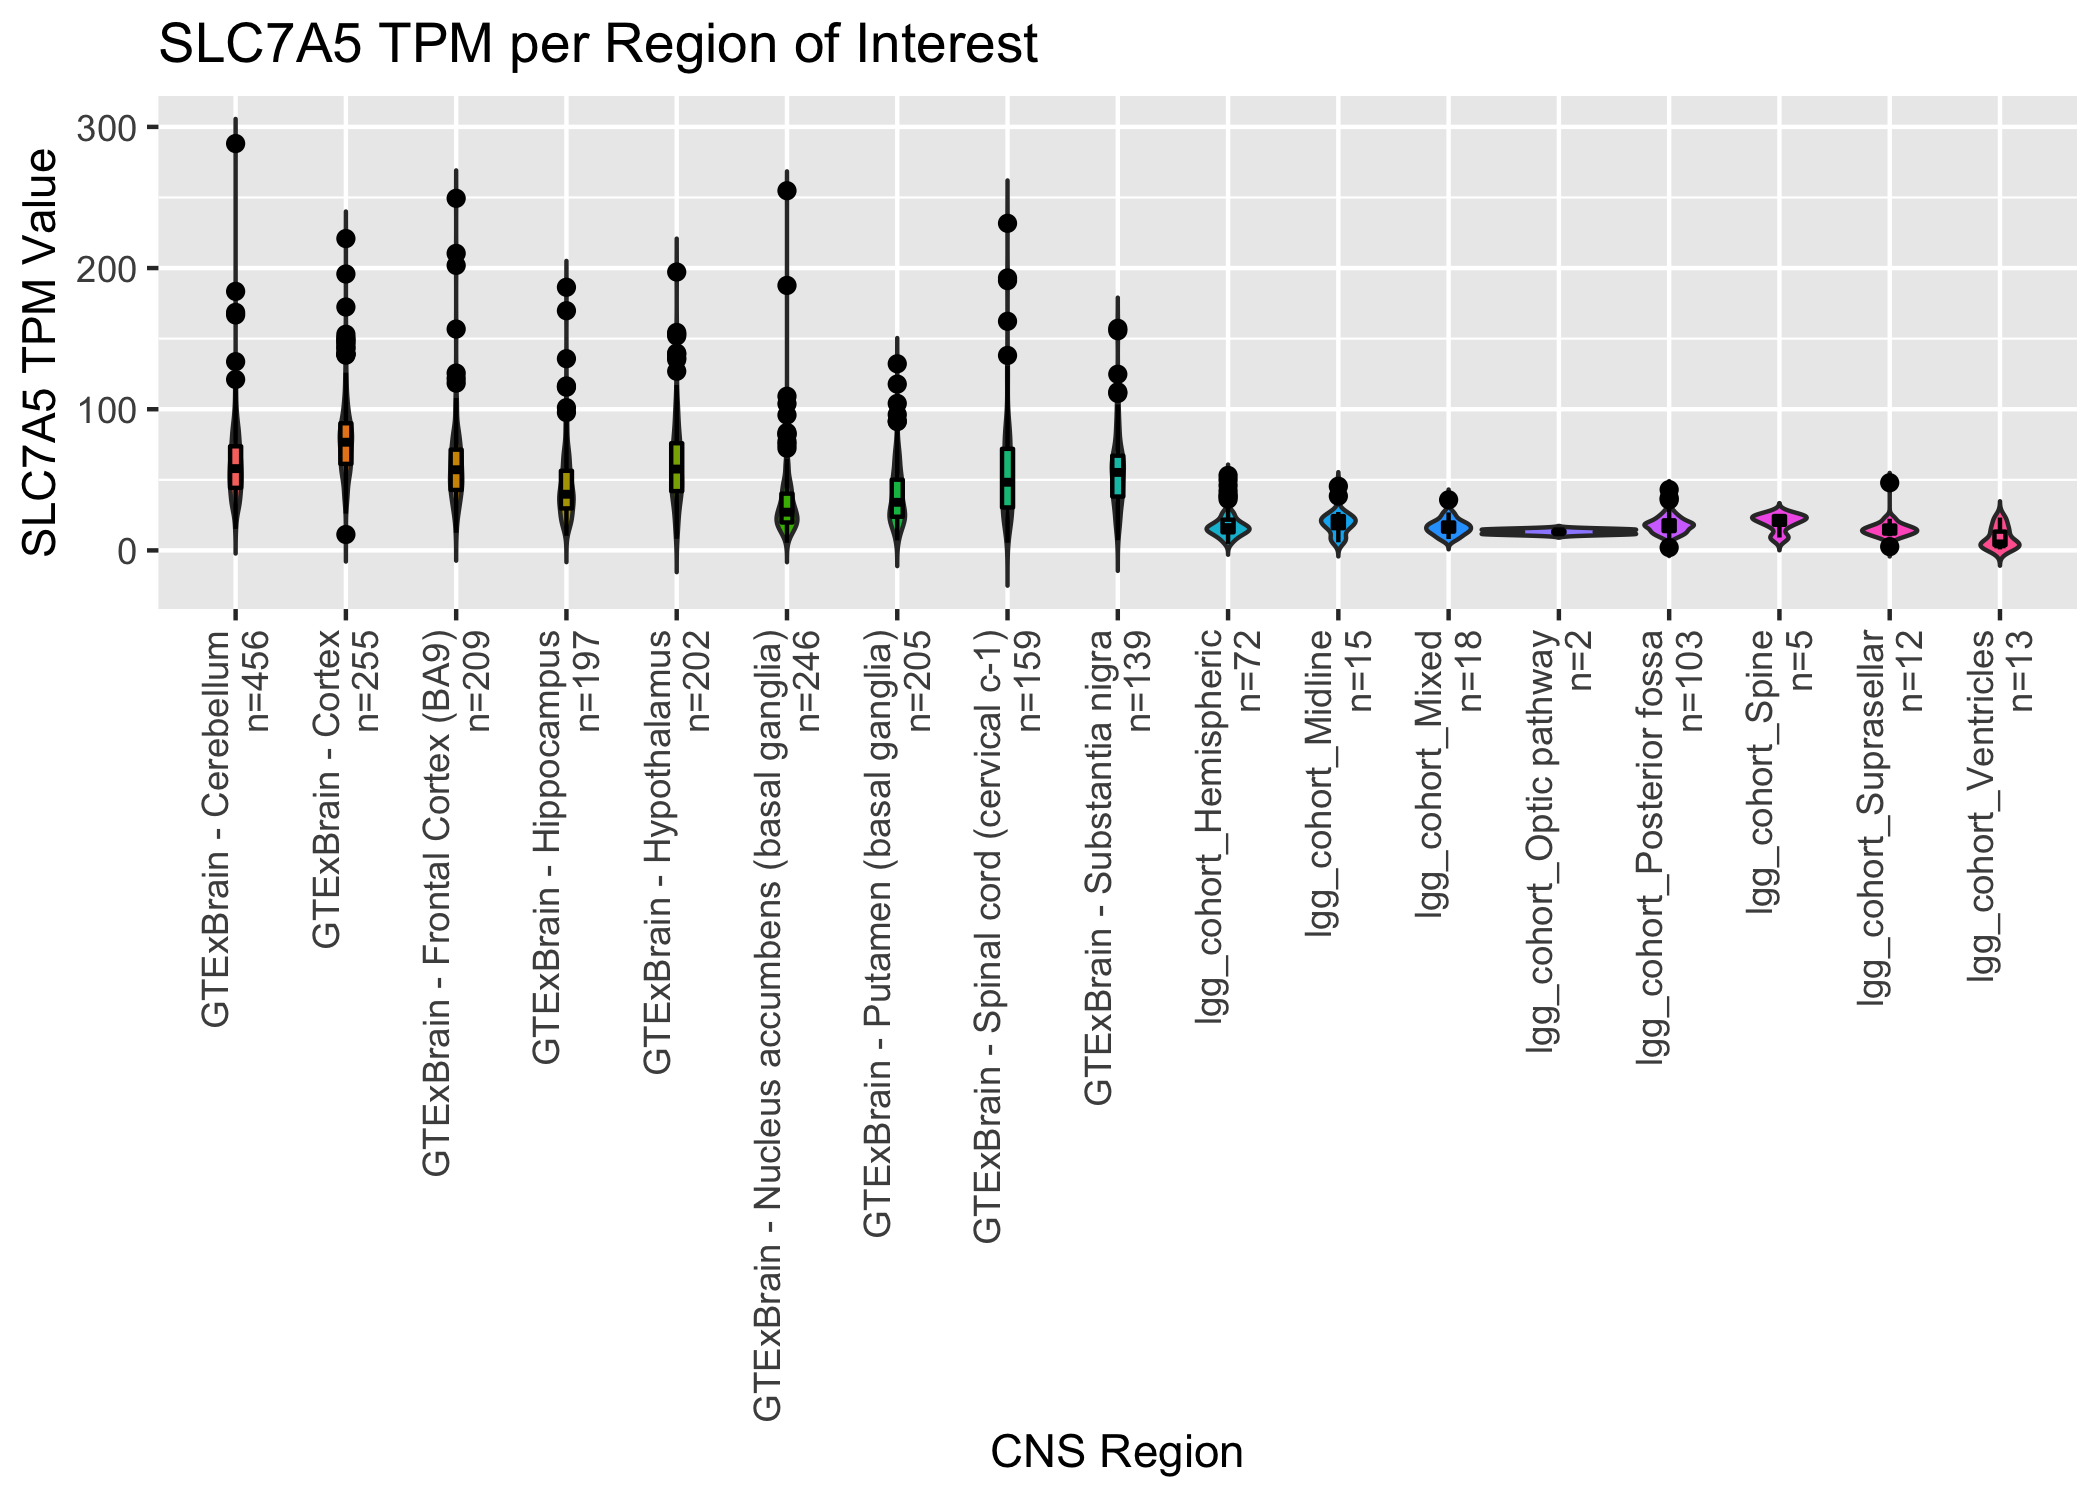 SLC7A5 TPM per Region of Interest
SLC7A5 TPM Value
300
200
100
0
GTExBrain - Cerebellum
n=456
GTExBrain - Cortex
n=255
GTExBrain - Frontal Cortex (BA9)
n=209
GTExBrain - Hippocampus
n=197
GTExBrain - Hypothalamus
n=202
GTExBrain - Nucleus accumbens (basal ganglia)
n=246
GTExBrain - Putamen (basal ganglia)
n=205
GTExBrain - Spinal cord (cervical c-1)
n=159
GTExBrain - Substantia nigra
n=139
lgg_cohort_Hemispheric
n=72
lgg_cohort_Midline
n=15
lgg_cohort_Mixed
n=18
lgg_cohort_Optic pathway
n=2
lgg_cohort_Posterior fossa
n=103
lgg_cohort_Spine
n=5
lgg_cohort_Suprasellar
n=12
lgg_cohort_Ventricles
n=13
CNS Region